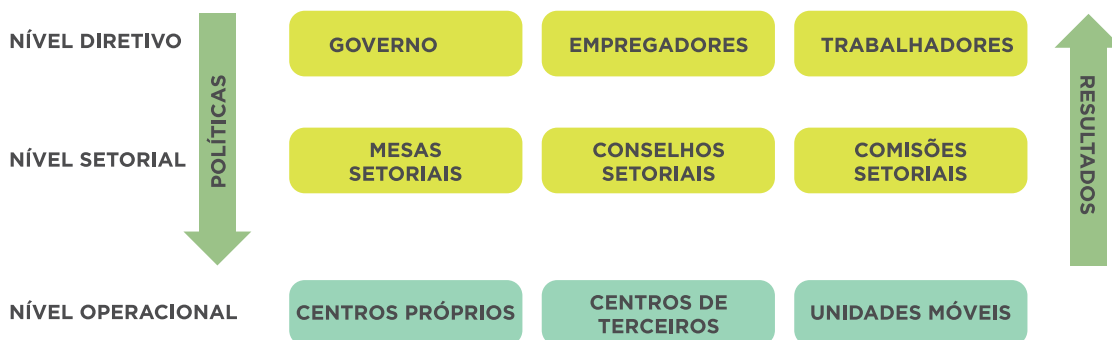 NÍVEL DIRETIVO
GOVERNO
EMPREGADORES
TRABALHADORES
POLÍTICAS
RESULTADOS
NÍVEL SETORIAL
MESAS
SETORIAIS
CONSELHOS
SETORIAIS
COMISÕES
SETORIAIS
NÍVEL OPERACIONAL
CENTROS PRÓPRIOS
CENTROS DE
TERCEIROS
UNIDADES MÓVEIS